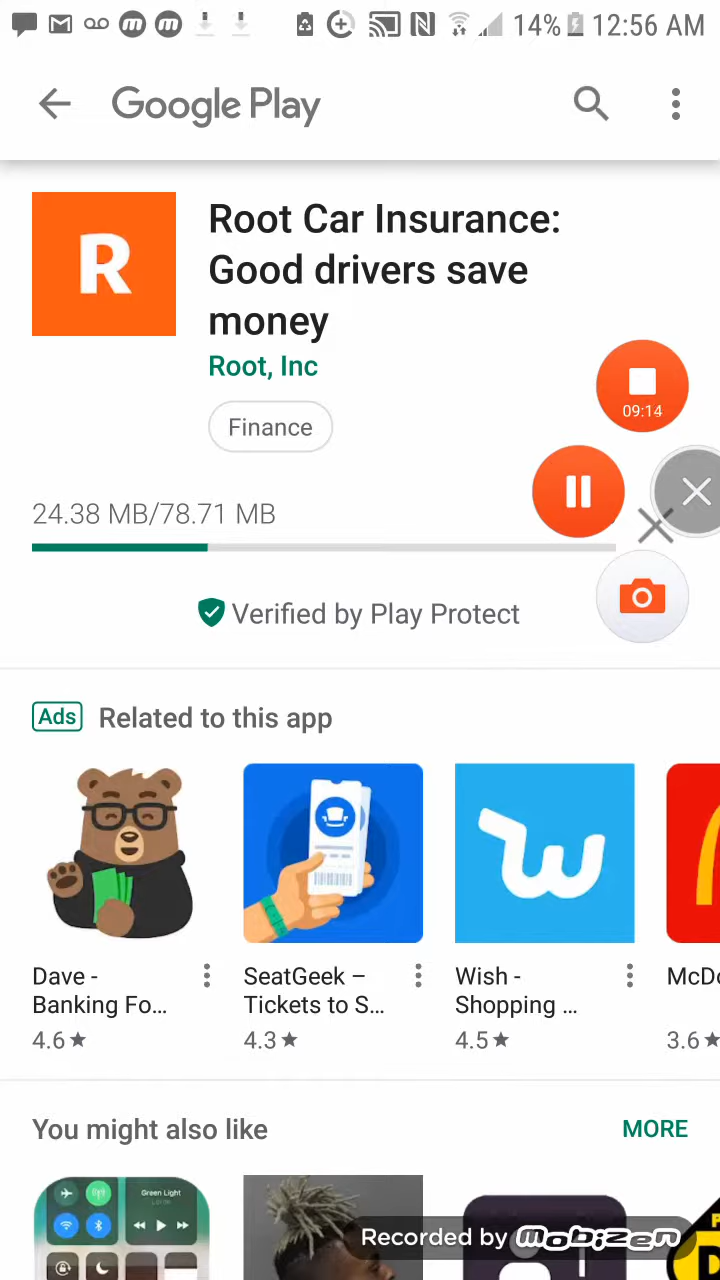 14% 12:56 AM
Google Play
R
Root Car Insurance:
Good drivers save
money
Root, Inc
09:14
Finance
24.38 MB/78.71 MB
Verified by Play Protect
Ads Related to this app
Dave -
Banking Fo...
4.6★
SeatGeek –
Tickets to S...
4.3★
Wish -
Shopping ...
4.5★
McDo
3.6★
You might also like
MORE
Green Light
Recorded by mobizen